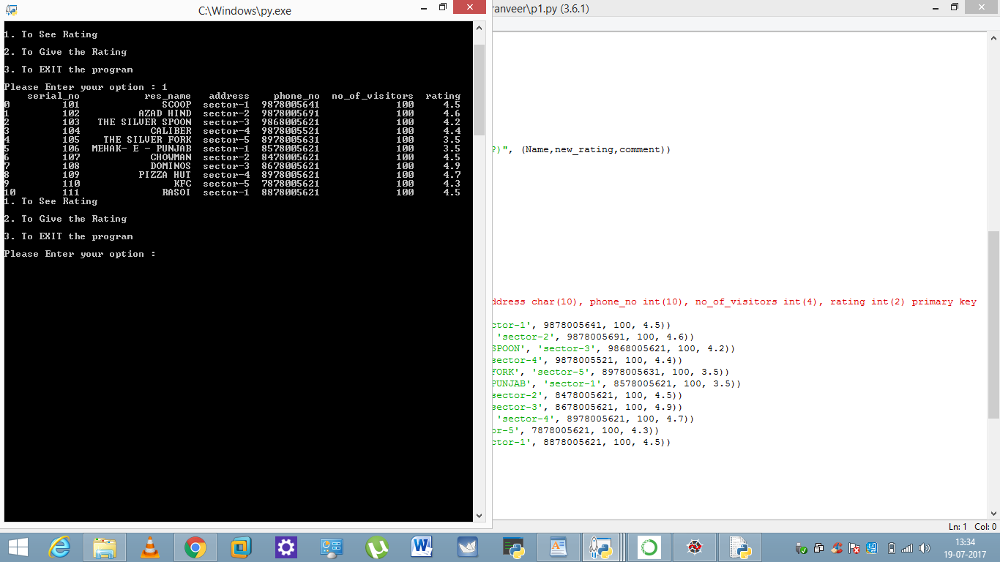 C:\Windows\py.exe
ranveer\p1.py (3.6.1)
1. To See Rating
2. To Give the Rating
3. To EXIT the program
Please Enter your option : 1
serial_no res_name address phone_no no_of_visitors rating
0 101 SCOOP sector-1 9878005641 100 4.5
1 102 AZAD HIND sector-2 9878005691 100 4.6
2 103 THE SILVER SPOON sector-3 9868005621 100 4.2
3 104 CALIBER sector-4 9878005521 100 4.4
4 105 THE SILVER FORK sector-5 8978005631 100 3.5
5 106 MEHAK- E - PUNJAB sector-1 8578005621 100 3.5
6 107 CHOWMAN sector-2 8478005621 100 4.5
7 108 DOMINOS sector-3 8678005621 100 4.9
8 109 PIZZA HUT sector-4 8978005621 100 4.7
9 110 KFC sector-5 7878005621 100 4.3
10 111 RASOI sector-1 8878005621 100 4.5
1. To See Rating
2. To Give the Rating
3. To EXIT the program
Please Enter your option :
?)", (Name,new_rating,comment))
ddress char(10), phone_no int(10), no_of_visitors int(4), rating int(2) primary key
ctor-1', 9878005641, 100, 4.5))
'sector-2', 9878005691, 100, 4.6))
SPOON', 'sector-3', 9868005621, 100, 4.2))
sector-4', 9878005521, 100, 4.4))
FORK', 'sector-5', 8978005631, 100, 3.5))
PUNJAB', 'sector-1', 8578005621, 100, 3.5))
sector-2', 8478005621, 100, 4.5))
sector-3', 8678005621, 100, 4.9))
'sector-4', 8978005621, 100, 4.7))
or-5', 7878005621, 100, 4.3))
ctor-1', 8878005621, 100, 4.5))
Ln: 1 Col: 0
13:34
19-07-2017